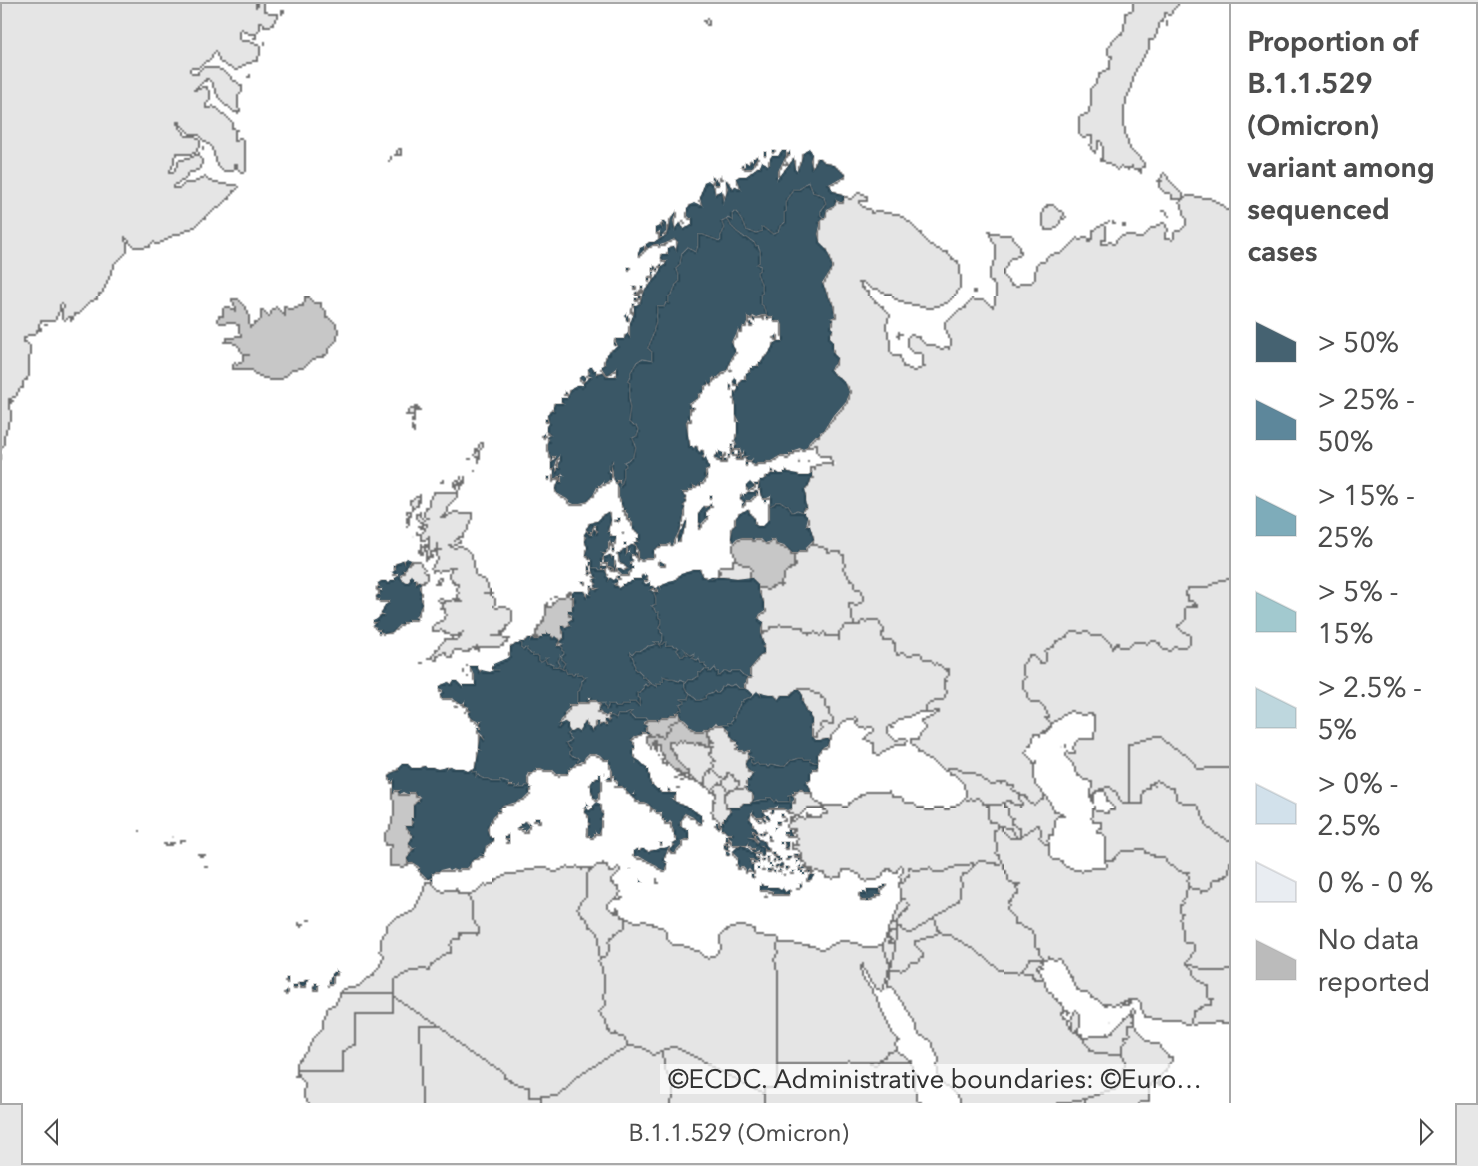 Proportion of
B.1.1.529
(Omicron)
variant among
sequenced
cases
> 50%
> 25% -
50%
> 15% -
25%
> 5% -
15%
> 2.5% -
5%
> 0% -
2.5%
0 % - 0 %
No data
reported
©ECDC. Administrative boundaries: ©Euro...
B.1.1.529 (Omicron)